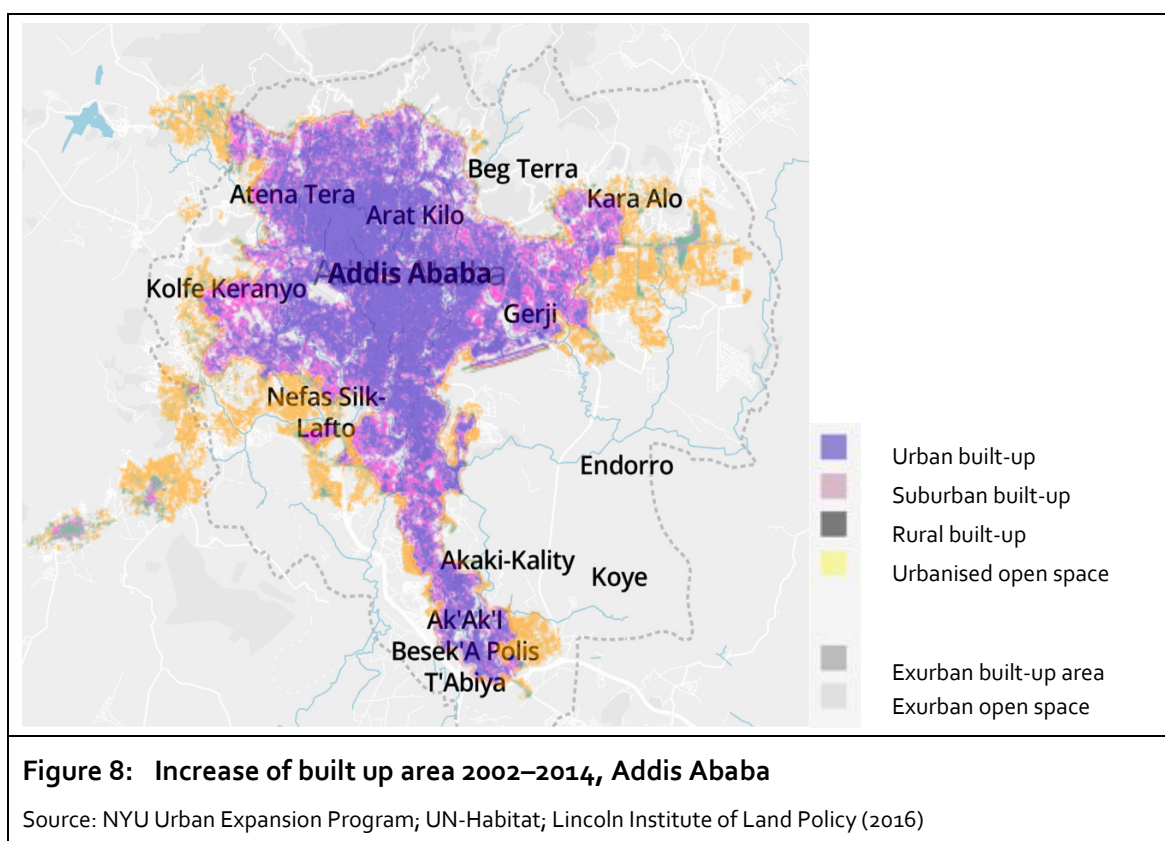 Beg Terra
Atena Tera
Kara Alo
Arat Kilo
Addis Ababa
Kolfe Keranyo
Gerji
Nefas Silk-
Lafto
Endorro
Akaki-Kality
Koye
Ak'Ak'I
Besek'A Polis
T'Abiya
Urban built-up
Suburban built-up
Rural built-up
Urbanised open space
Exurban built-up area
Exurban open space
Figure 8: Increase of built up area 2002–2014, Addis Ababa
Source: NYU Urban Expansion Program; UN-Habitat; Lincoln Institute of Land Policy (2016)